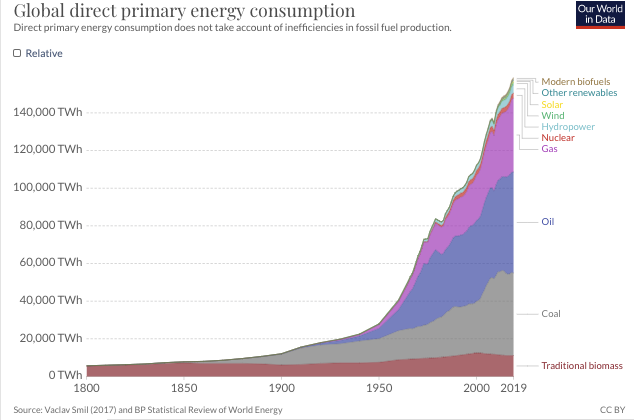 Global direct primary energy consumption
Our World
in Data
Direct primary energy consumption does not take account of inefficiencies in fossil fuel production.
Relative
140,000 TWh
120,000 TWh
100,000 TWh
80,000 TWh
60,000 TWh
40,000 TWh
20,000 TWh
0 TWh
1800
1850
1900
1950
2000
2019
Modern biofuels
Other renewables
Solar
Wind
Hydropower
Nuclear
Gas
Oil
Coal
Traditional biomass
Source: Vaclav Smil (2017) and BP Statistical Review of World Energy
CC BY